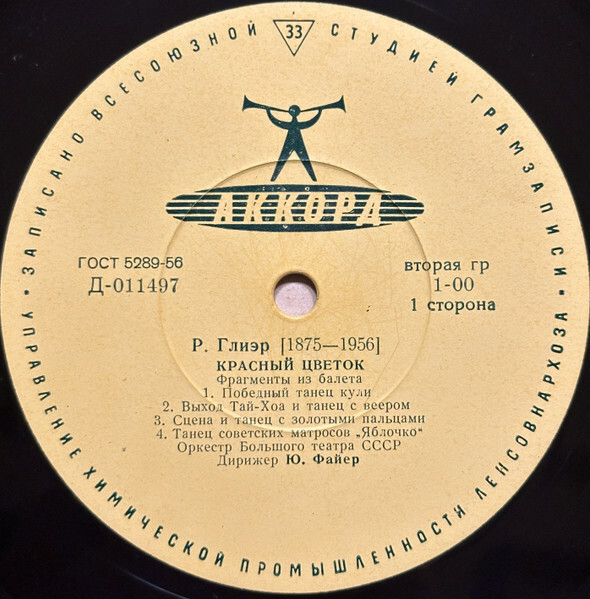 ЗАПИСАНО ВСЕСОЮЗНОЙ СТУДИЕЙ ГРАМЗАПИСИ
33
АККОРД
ГОСТ 5289-56
Д-011497
вторая гр
1-00
1 сторона
Р. Глиэр [1875—1956]
КРАСНЫЙ ЦВЕТОК
Фрагменты из балета
1. Победный танец кули
2. Выход Тай-Хоа и танец с веером
3. Сцена и танец с золотыми пальцами
4. Танец советских матросов „Яблочко“
Оркестр Большого театра СССР
Дирижер Ю. Файер
УПРАВЛЕНИЕ ХИМИЧЕСКОЙ ПРОМЫШЛЕННОСТИ ЛЕНСОВНАРХОЗА